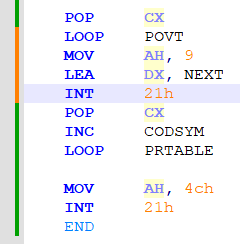 POP CX
LOOP POVT
MOV AH, 9
LEA DX, NEXT
INT 21h
POP CX
INC CODSYM
LOOP PRTABLE
MOV AH, 4ch
INT 21h
END